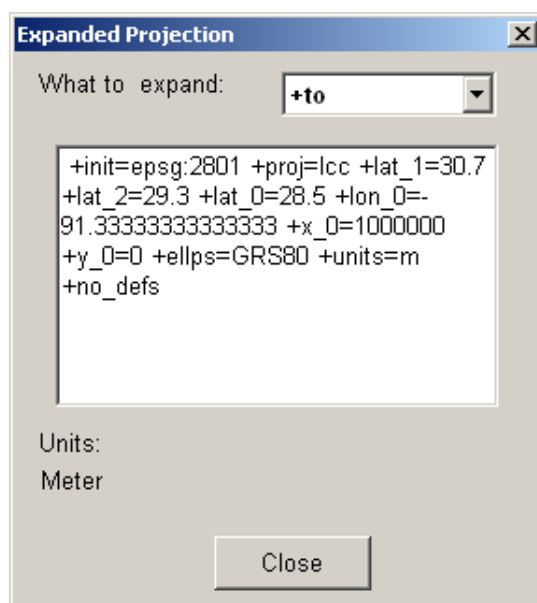 Expanded Projection
What to expand:
+to
+init=epsg:2801 +proj=lcc +lat_1=30.7
+lat_2=29.3 +lat_0=28.5 +lon_0=-
91.33333333333333 +x_0=1000000
+y_0=0 +ellps=GRS80 +units=m
+no_defs
Units:
Meter
Close